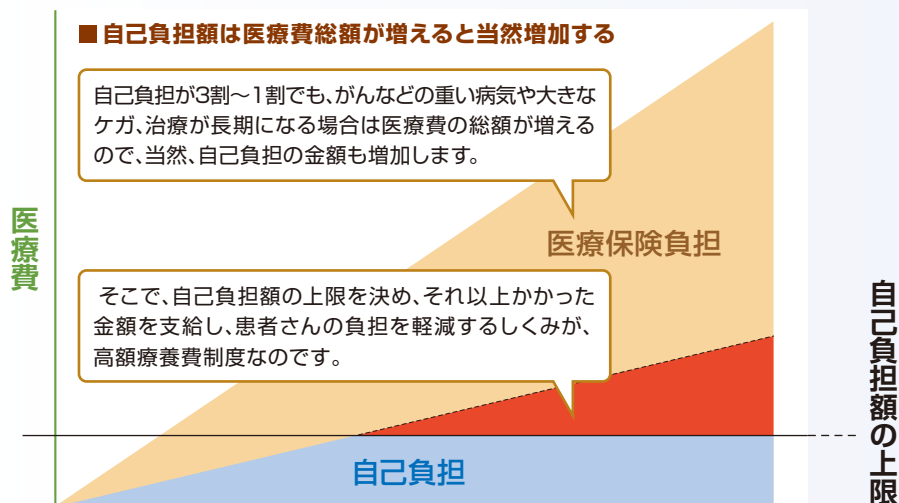 ■自己負担額は医療費総額が増えると当然増加する
自己負担が3割〜1割でも、がんなどの重い病気や大きな
ケガ、治療が長期になる場合は医療費の総額が増える
ので、当然、自己負担の金額も増加します。
医療費
医療保険負担
そこで、自己負担額の上限を決め、それ以上かかった
金額を支給し、患者さんの負担を軽減するしくみが、
高額療養費制度なのです。
自己負担
自己負担額の上限